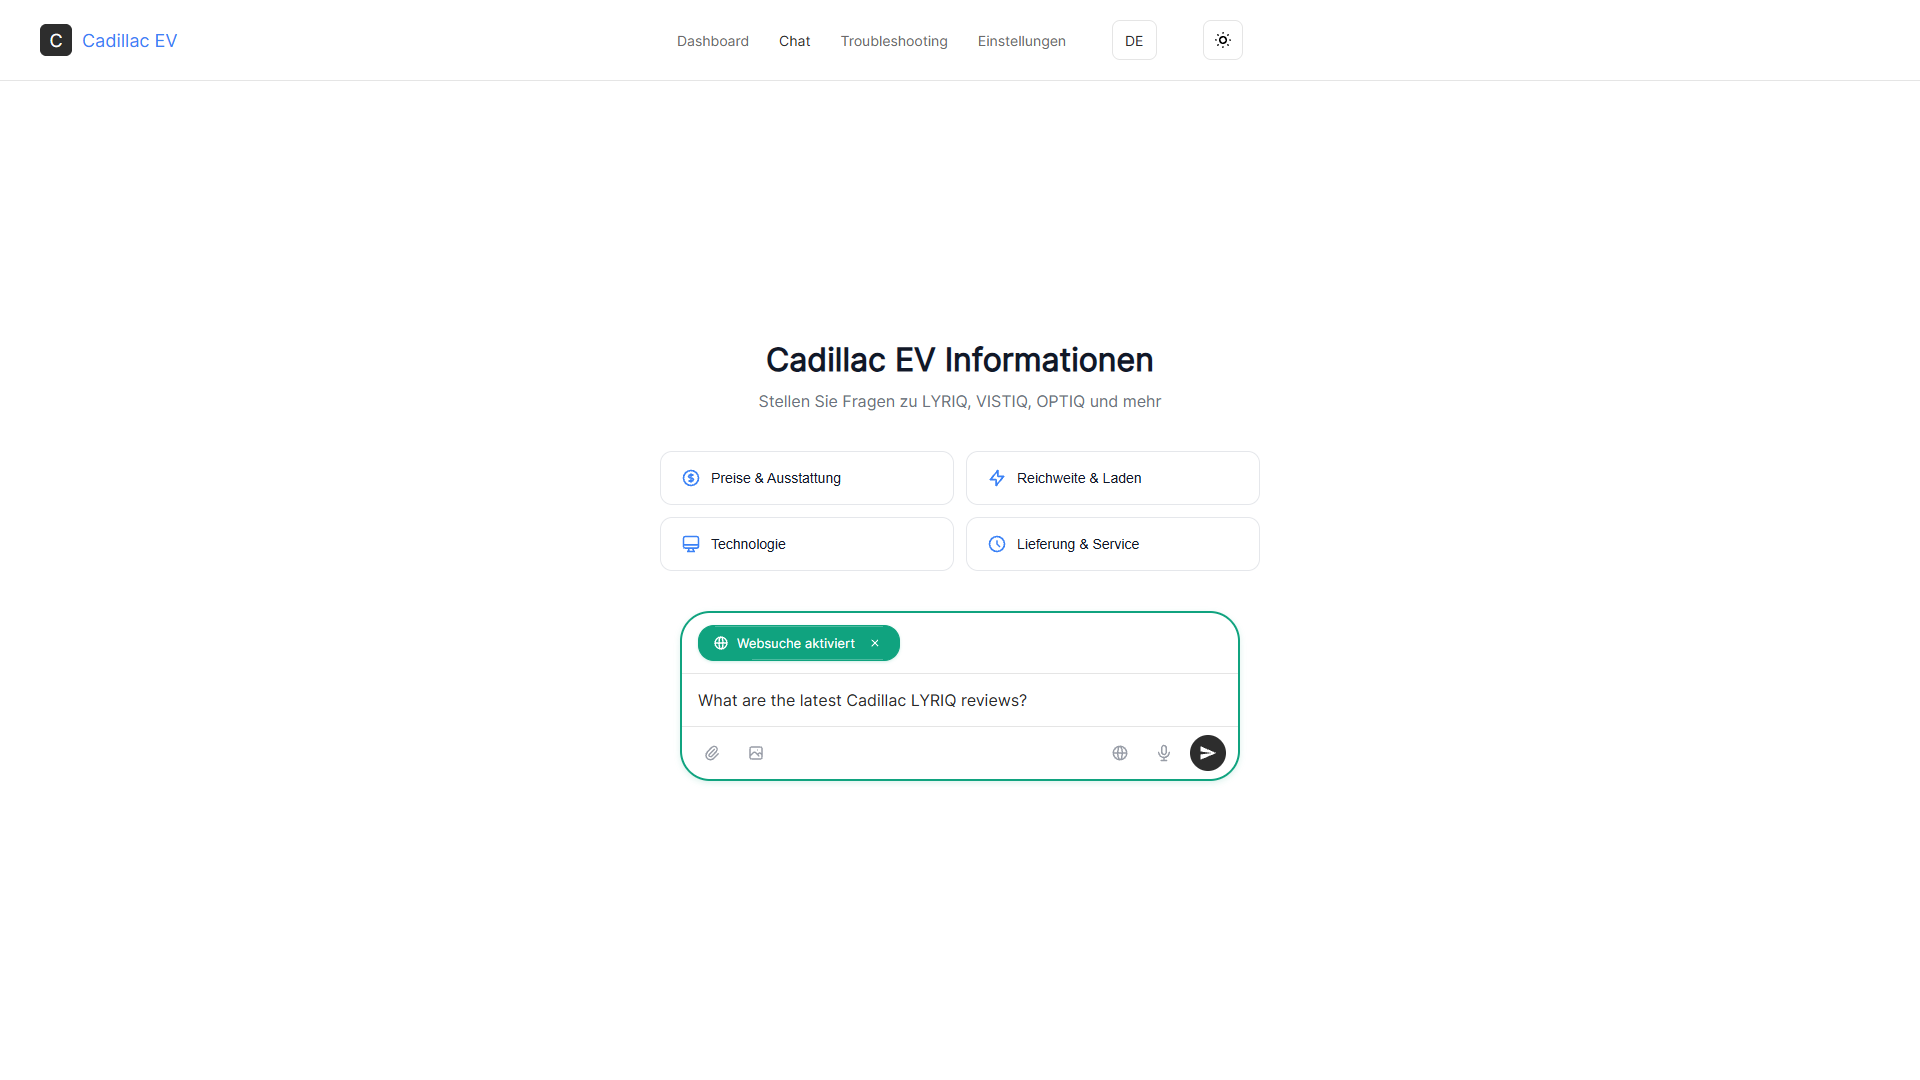 C Cadillac EV
Dashboard Chat Troubleshooting Einstellungen DE
Cadillac EV Informationen
Stellen Sie Fragen zu LYRIQ, VISTIQ, OPTIQ und mehr
Preise & Ausstattung Reichweite & Laden
Technologie Lieferung & Service
Websuche aktiviert ×
What are the latest Cadillac LYRIQ reviews?